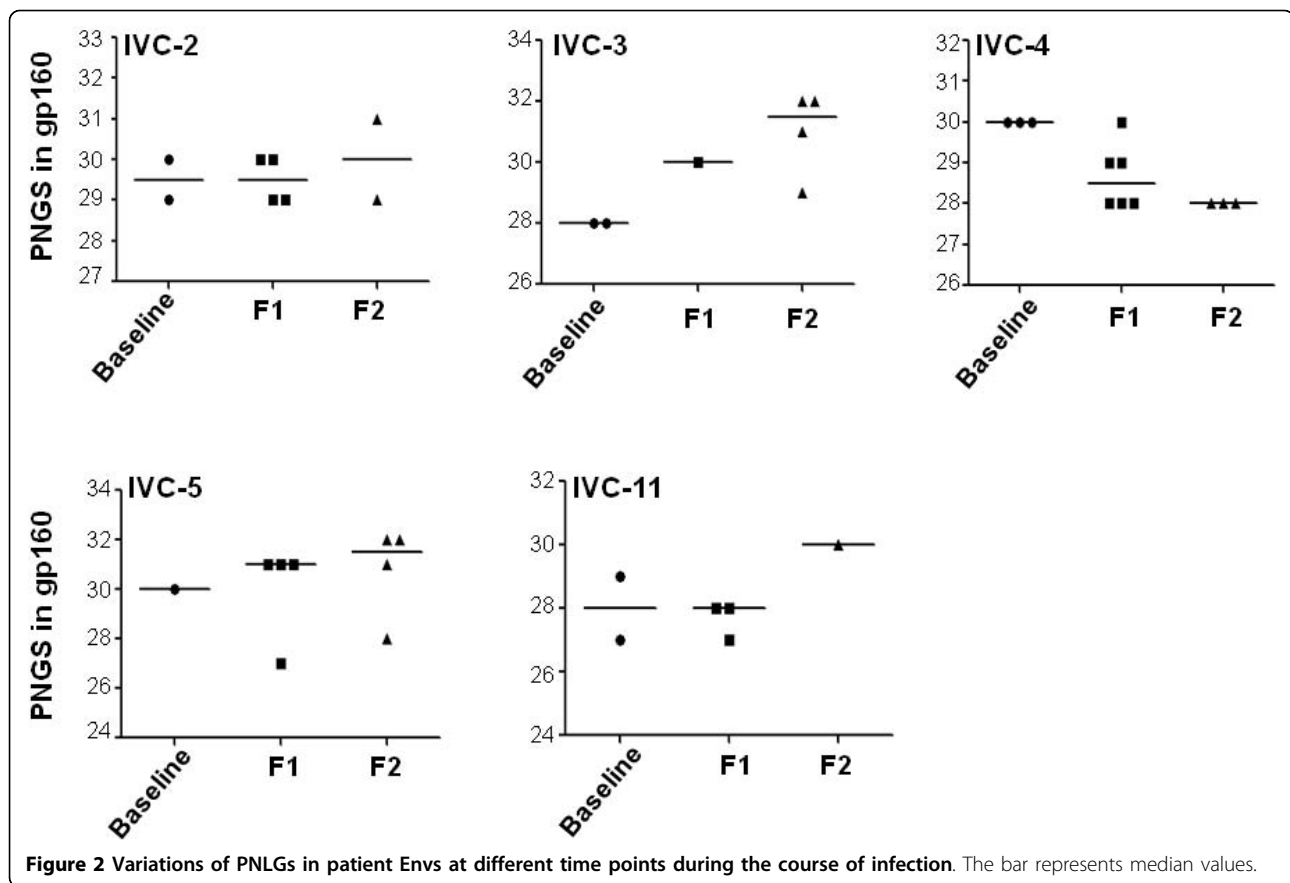 IVC-2
PNGS in gp160
33
32
31
30
29
28
27
Baseline F1 F2
IVC-3
34
32
30
28
26
Baseline F1 F2
IVC-4
32
31
30
29
28
27
26
Baseline F1 F2
IVC-5
PNGS in gp160
34
32
30
28
26
24
Baseline F1 F2
IVC-11
32
30
28
26
24
Baseline F1 F2
Figure 2 Variations of PNLGs in patient Envs at different time points during the course of infection. The bar represents median values.